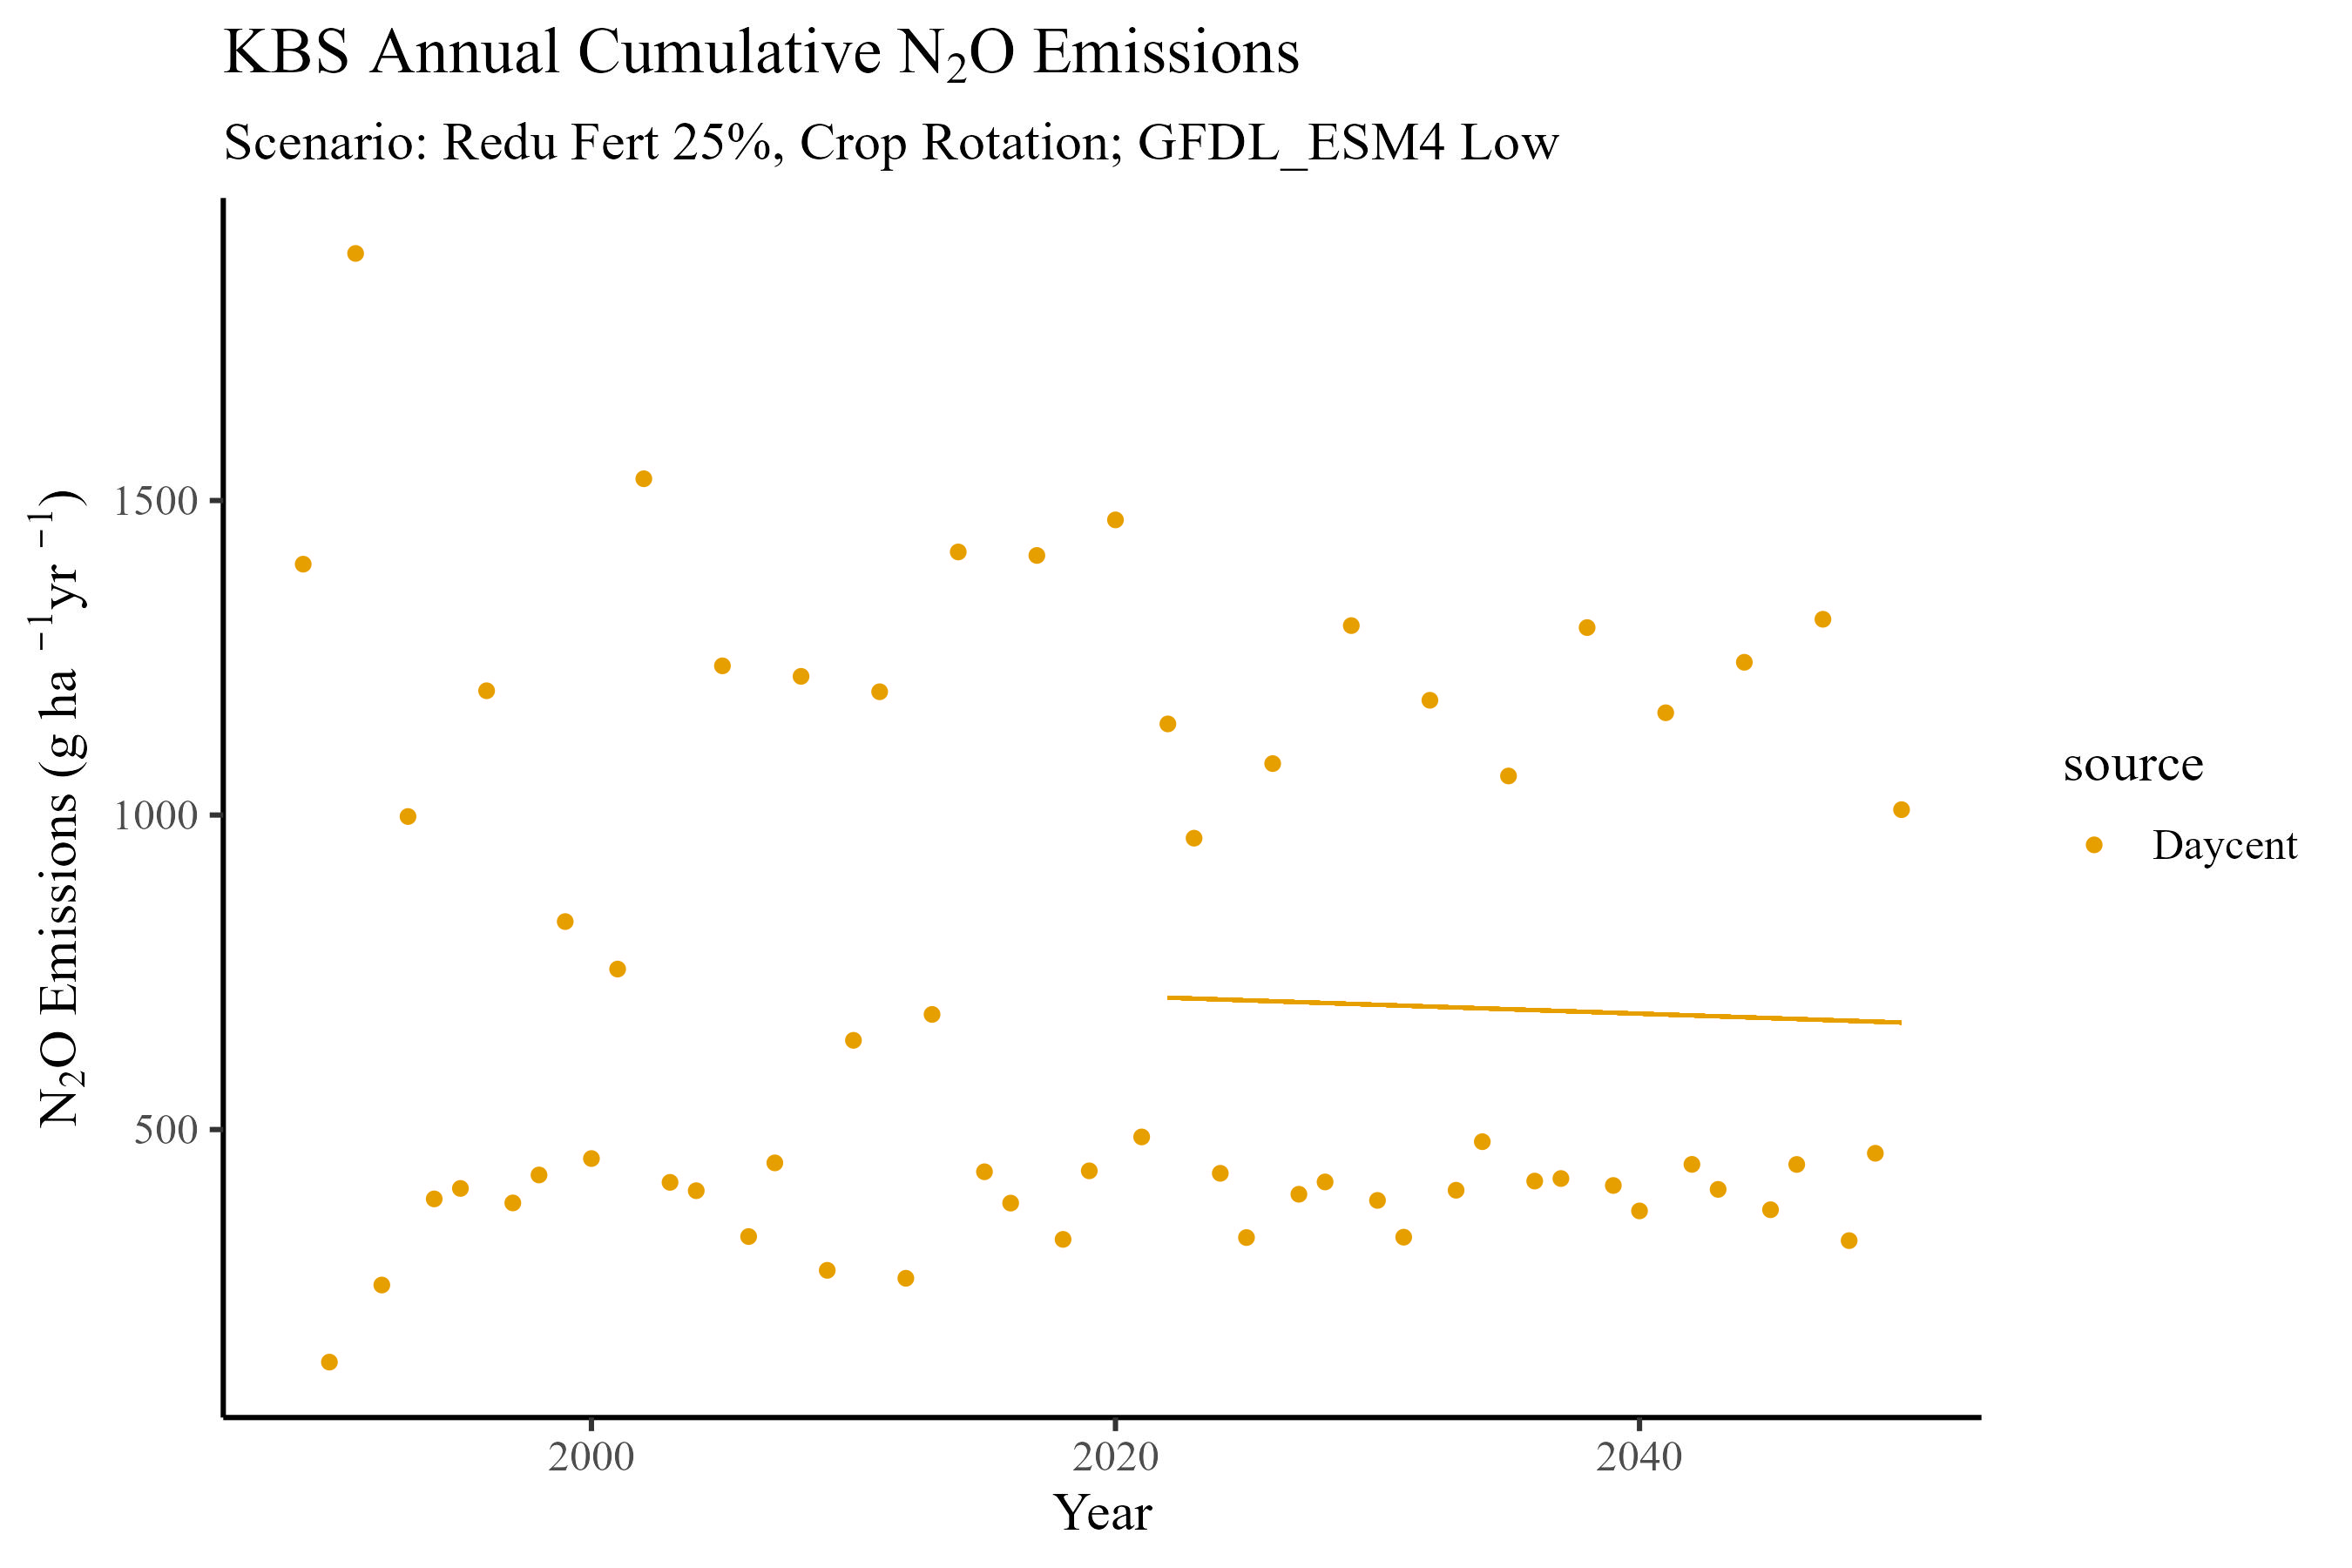 KBS Annual Cumulative N₂O Emissions
Scenario: Redu Fert 25%, Crop Rotation; GFDL_ESM4 Low
N₂O Emissions (g ha⁻¹yr⁻¹)
1500
1000
500
2000 2020 2040
Year
source
Daycent